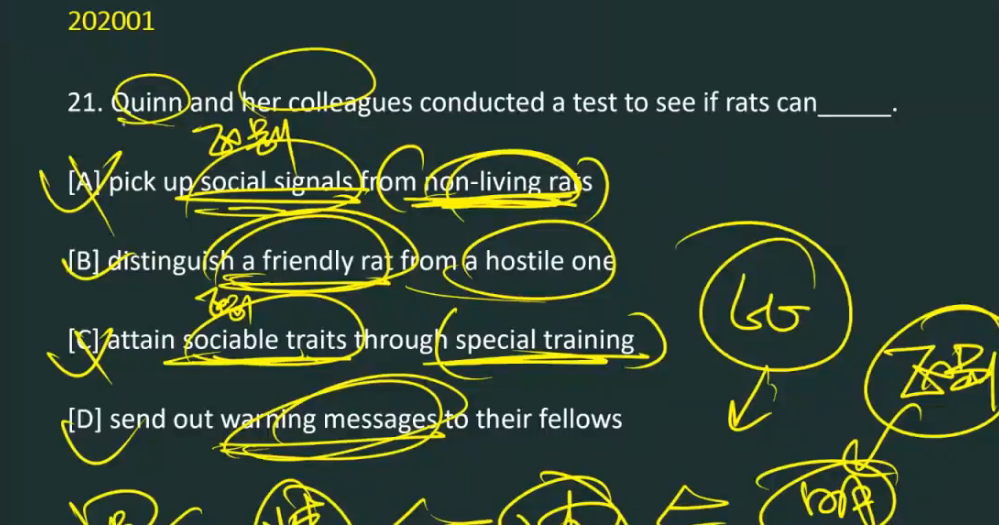 202001
21. Quinn and her colleagues conducted a test to see if rats can_____.
[A] pick up social signals from non-living rats
[B] distinguish a friendly rat from a hostile one
[C] attain sociable traits through special training
[D] send out warning messages to their fellows